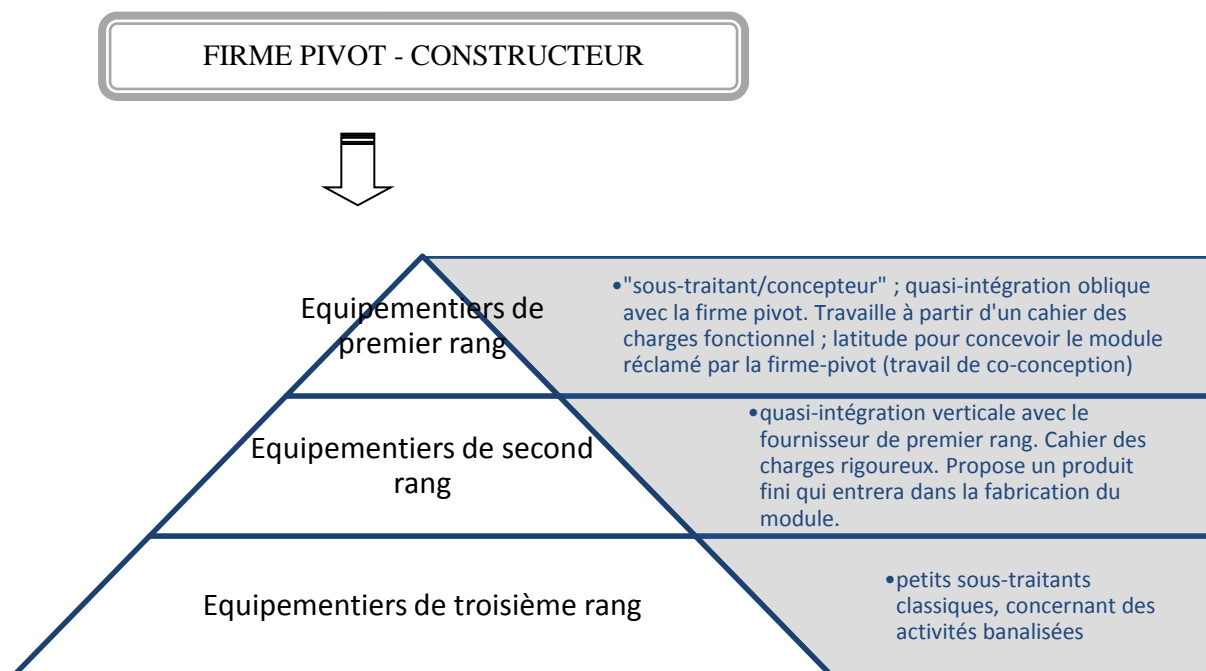 FIRME PIVOT - CONSTRUCTEUR
Equipementiers de
premier rang
•"sous-traitant/concepteur" ; quasi-intégration oblique
avec la firme pivot. Travaille à partir d'un cahier des
charges fonctionnel ; latitude pour concevoir le module
réclamé par la firme-pivot (travail de co-conception)
Equipementiers de second
rang
•quasi-intégration verticale avec le
fournisseur de premier rang. Cahier des
charges rigoureux. Propose un produit
fini qui entrera dans la fabrication du
module.
Equipementiers de troisième rang
•petits sous-traitants
classiques, concernant des
activités banalisées